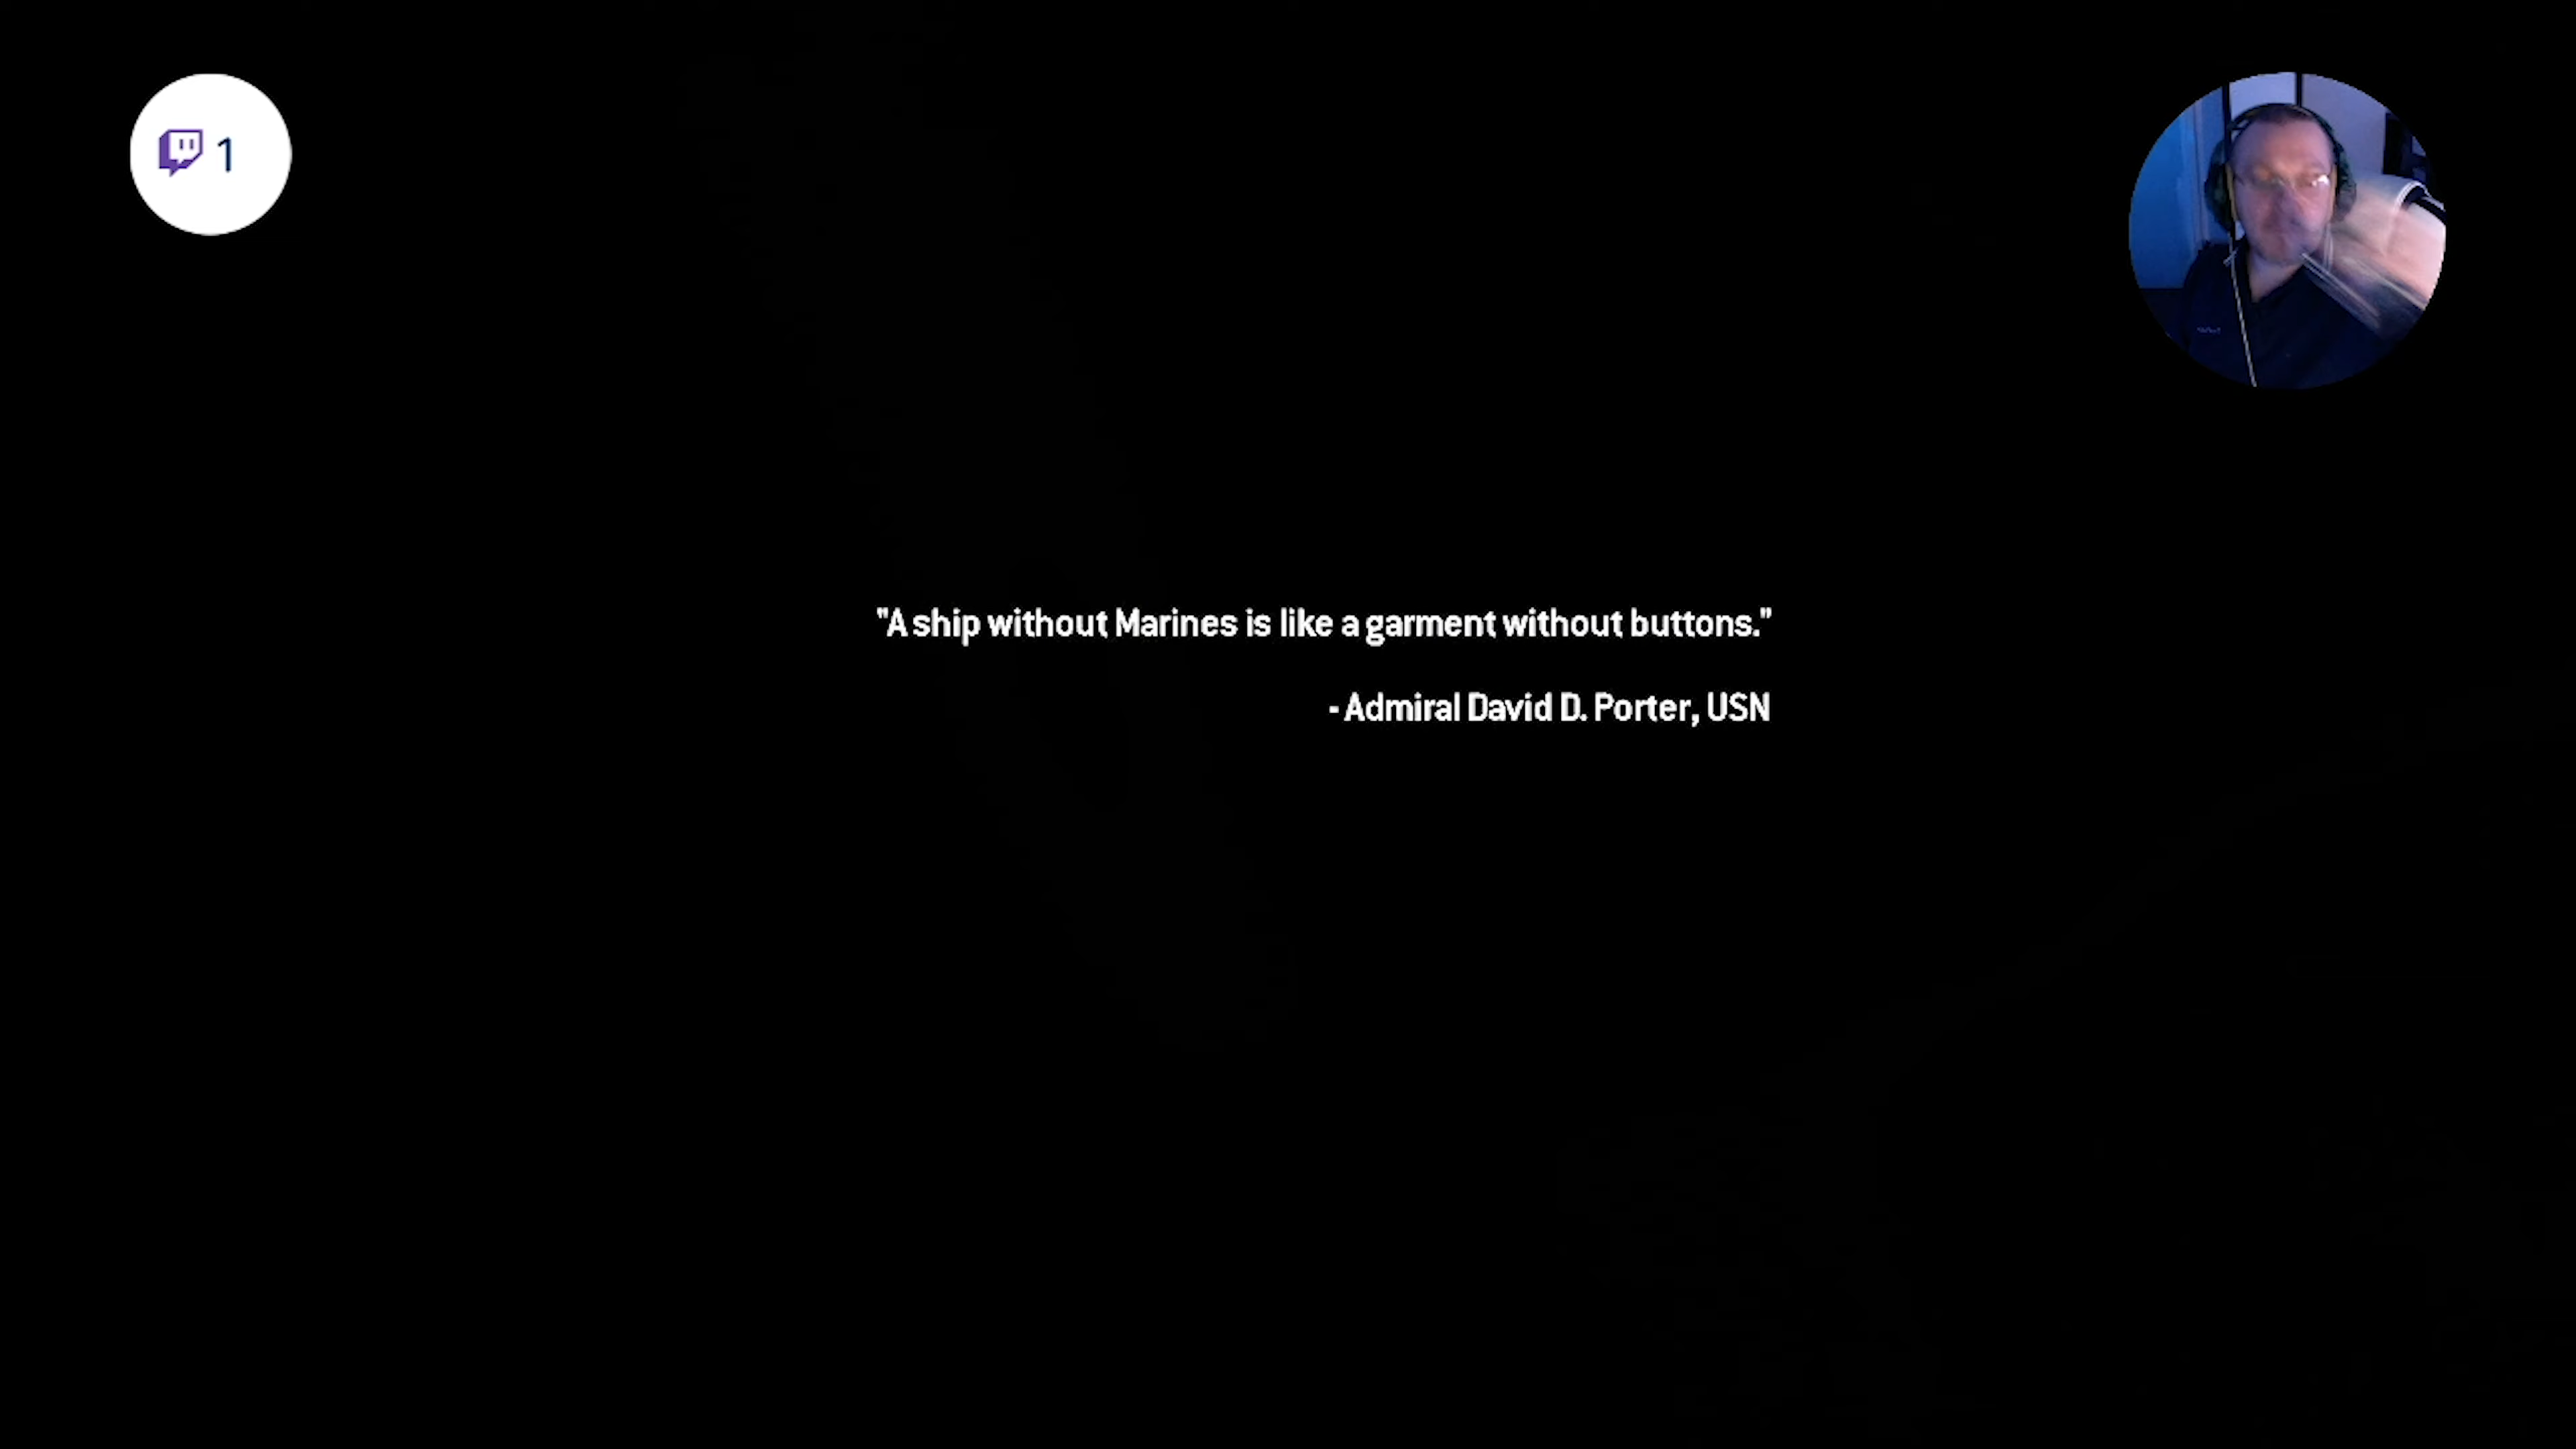 1
"A ship without Marines is like a garment without buttons."
- Admiral David D. Porter, USN